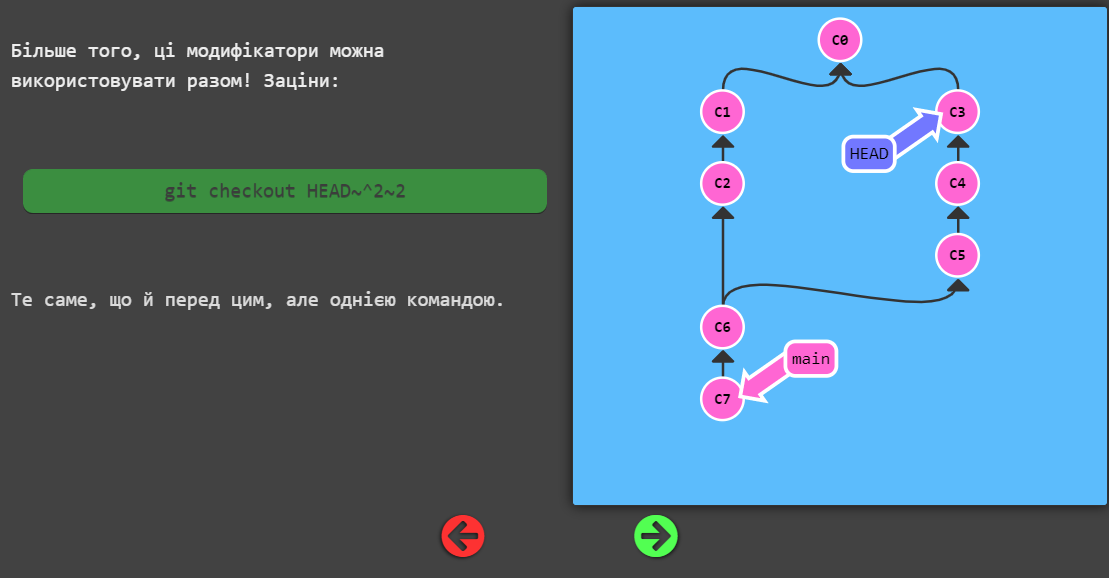 Більше того, ці модифікатори можна
використовувати разом! Заціни:
git checkout HEAD~^2~2
Те саме, що й перед цим, але однією командою.
C0
C1
C3
HEAD
C2
C4
C5
C6
main
C7